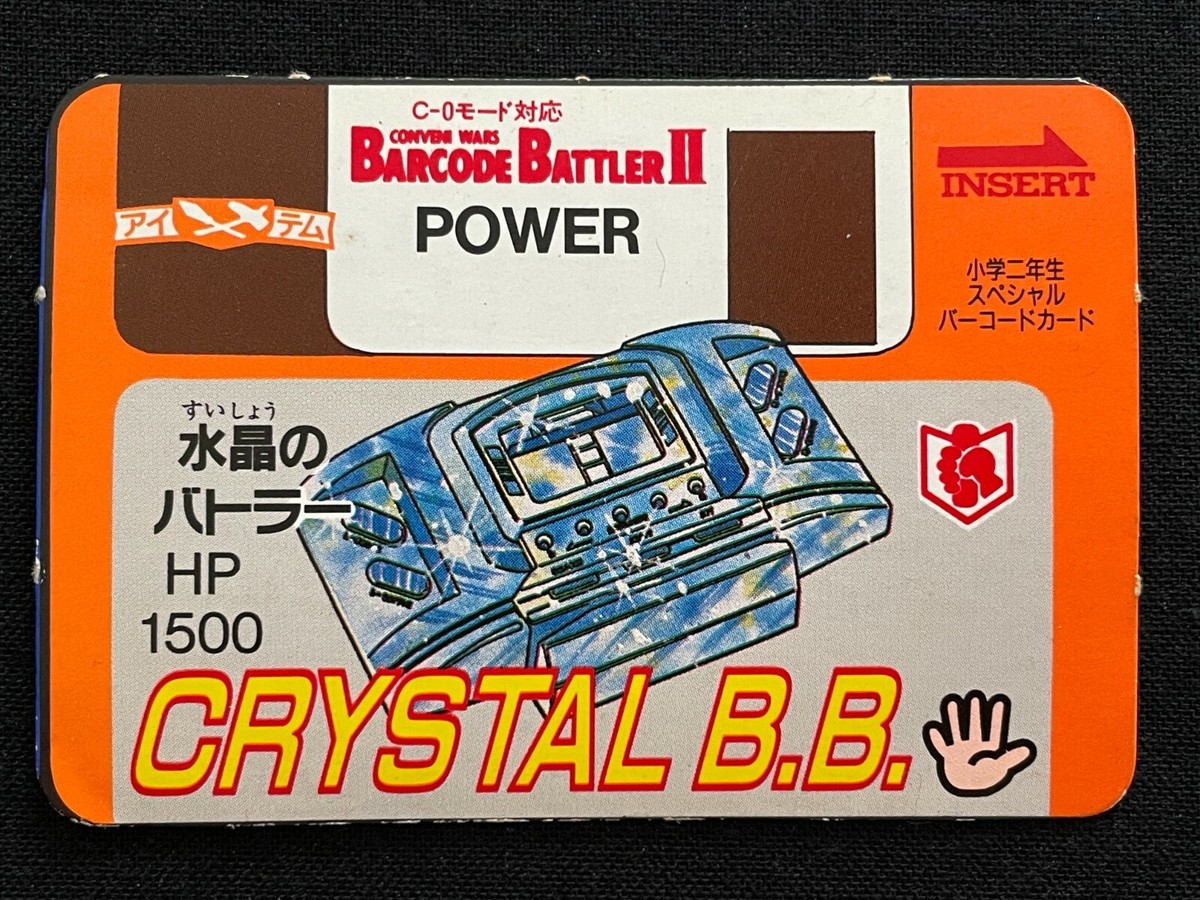 C-0モード対応
CONVENI WARS
BARCODE BATTLER II
POWER
アイテム
INSERT
小学二年生
スペシャル
バーコードカード
すいしょう
水晶の
バトラー
HP
1500
CRYSTAL B.B.